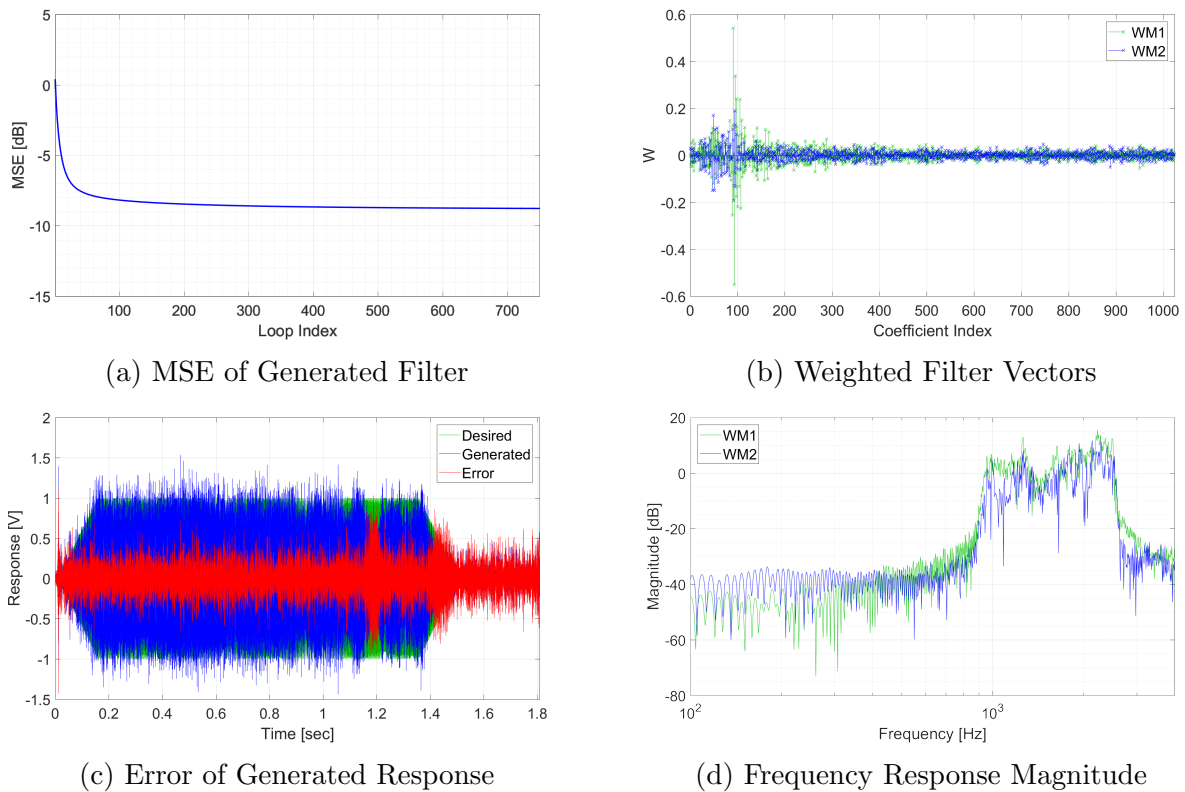 5
0
-5
-10
-15
MSE [dB]
100 200 300 400 500 600 700
Loop Index
(a) MSE of Generated Filter
0.6
0.4
0.2
0
-0.2
-0.4
-0.6
W
WM1
WM2
0 100 200 300 400 500 600 700 800 900 1000
Coefficient Index
(b) Weighted Filter Vectors
2
1.5
1
0.5
0
-0.5
-1
-1.5
Response [V]
Desired
Generated
Error
0 0.2 0.4 0.6 0.8 1 1.2 1.4 1.6 1.8
Time [sec]
(c) Error of Generated Response
20
0
-20
-40
-60
-80
Magnitude [dB]
WM1
WM2
10² 10³
Frequency [Hz]
(d) Frequency Response Magnitude